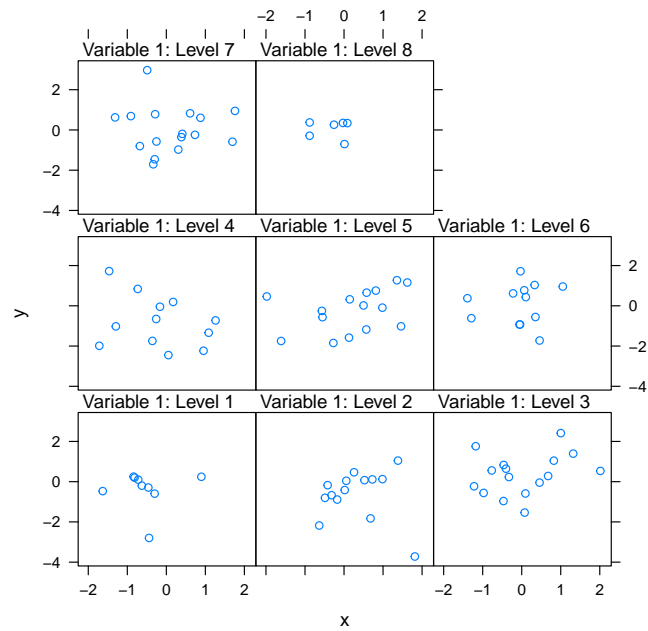 −2 −1 0 1 2
Variable 1: Level 7 Variable 1: Level 8
2
0
−2
−4
Variable 1: Level 4 Variable 1: Level 5 Variable 1: Level 6
2
0
−2
−4
y
Variable 1: Level 1 Variable 1: Level 2 Variable 1: Level 3
2
0
−2
−4
−2 −1 0 1 2 −2 −1 0 1 2
x